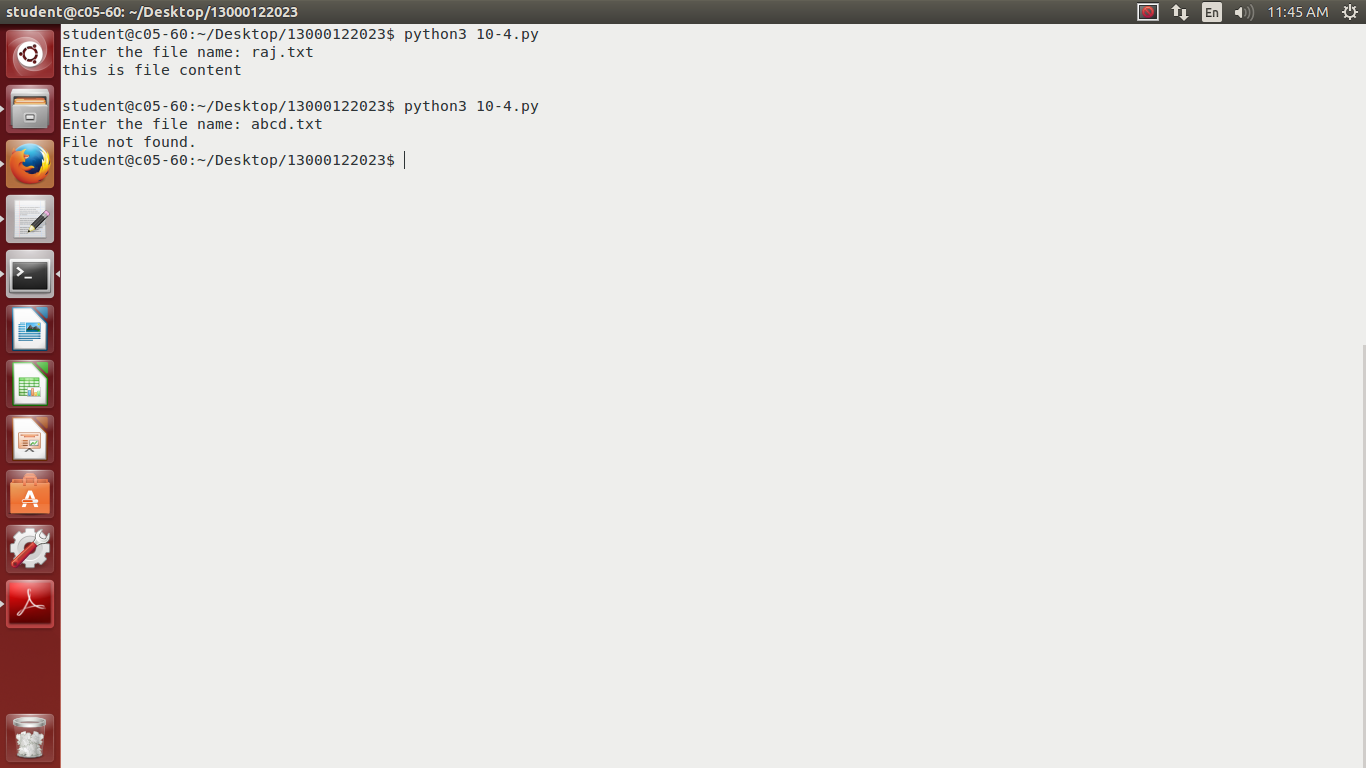 student@c05-60: ~/Desktop/13000122023
En
11:45 AM
student@c05-60:~/Desktop/13000122023$ python3 10-4.py
Enter the file name: raj.txt
this is file content
student@c05-60:~/Desktop/13000122023$ python3 10-4.py
Enter the file name: abcd.txt
File not found.
student@c05-60:~/Desktop/13000122023$